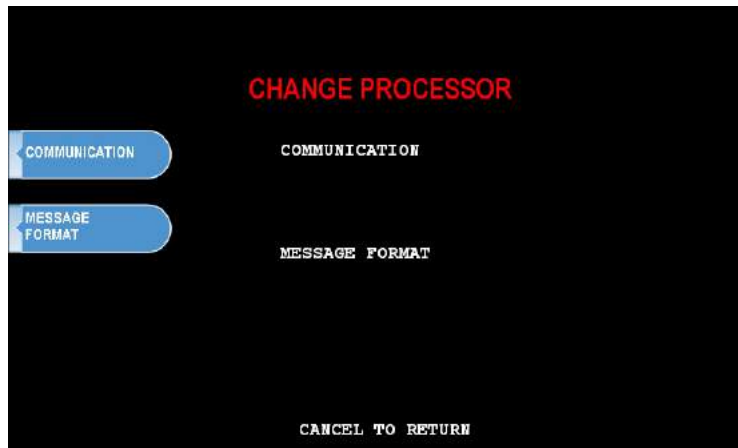 CHANGE PROCESSOR
COMMUNICATION
COMMUNICATION
MESSAGE
FORMAT
MESSAGE FORMAT
CANCEL TO RETURN